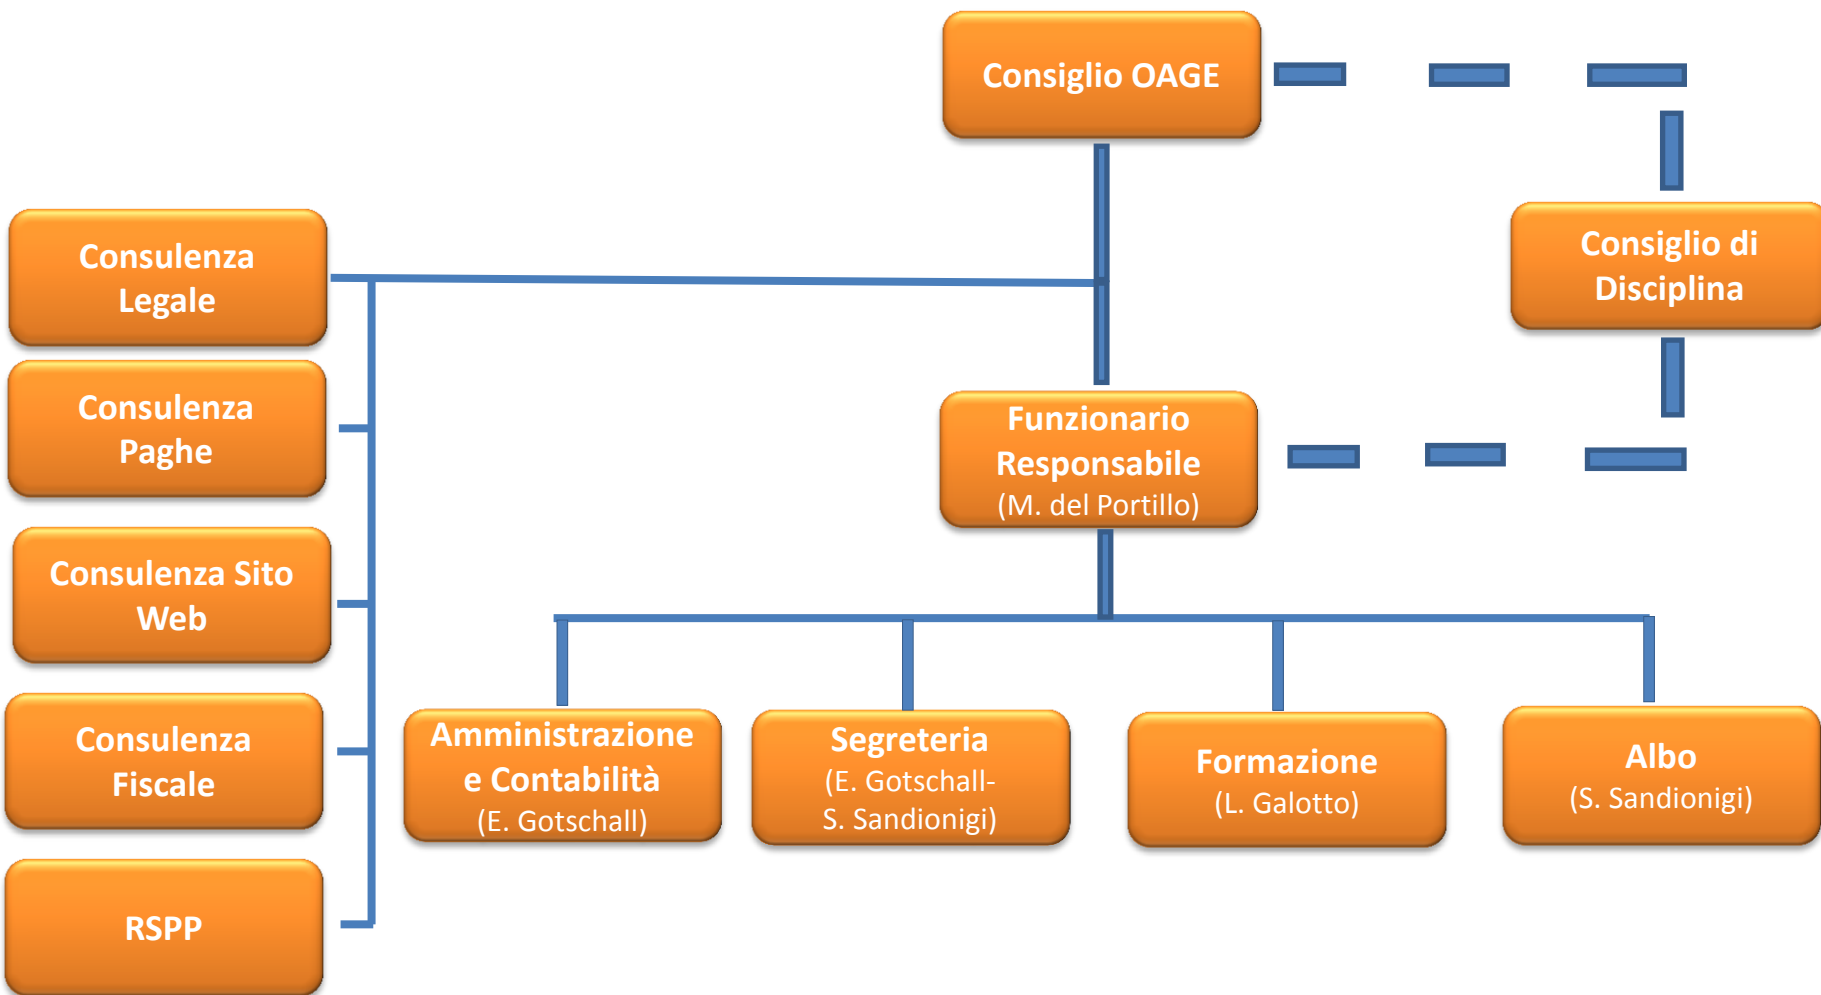 Consiglio OAGE
Consulenza
Legale
Consiglio di
Disciplina
Consulenza
Paghe
Funzionario
Responsabile
(M. del Portillo)
Consulenza Sito
Web
Consulenza
Fiscale
Amministrazione
e Contabilità
(E. Gotschall)
Segreteria
(E. Gotschall-
S. Sandionigi)
Formazione
(L. Galotto)
Albo
(S. Sandionigi)
RSPP